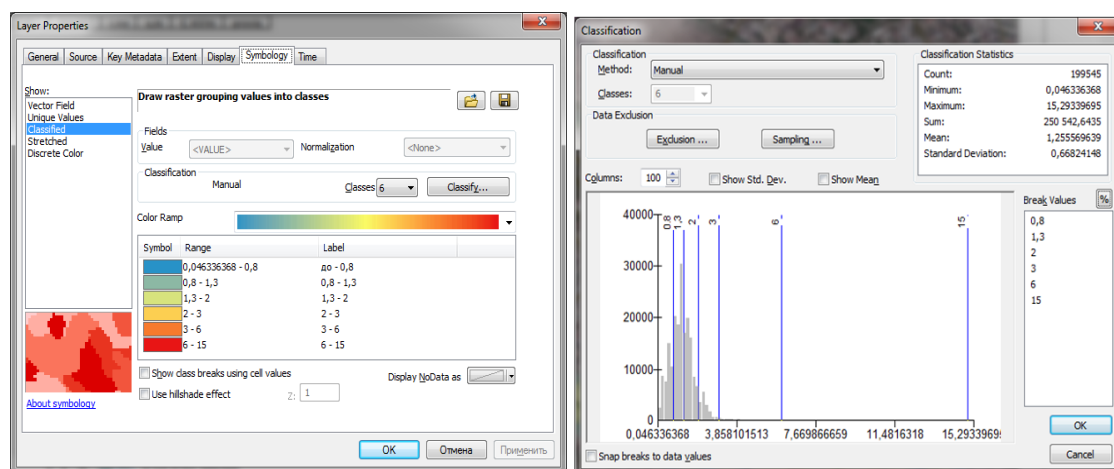 Layer Properties
General Source Key Metadata Extent Display Symbology Time
Show:
Vector Field
Unique Values
Classified
Stretched
Discrete Color
About symbology
Draw raster grouping values into classes
Fields
Value <VALUE> Normalization <None>
Classification
Manual Classes 6 Classify...
Color Ramp
Symbol Range Label
0,046336368 - 0,8 до - 0,8
0,8 - 1,3 0,8 - 1,3
1,3 - 2 1,3 - 2
2 - 3 2 - 3
3 - 6 3 - 6
6 - 15 6 - 15
Show class breaks using cell values Display NoData as
Use hillshade effect Z: 1
OK Отмена Применить
Classification
Classification
Method: Manual
Classes: 6
Data Exclusion
Exclusion ... Sampling ...
Classification Statistics
Count: 199545
Minimum: 0,046336368
Maximum: 15,29339695
Sum: 250 542,6435
Mean: 1,255569639
Standard Deviation: 0,66824148
Columns: 100 Show Std. Dev. Show Mean
Break Values %
0,8
1,3
2
3
6
15
40000
30000
20000
10000
0
0,8 1,3 2 3 6 15
0,046336368 3,858101513 7,669866659 11,4816318 15,29339695
Snap breaks to data values
OK
Cancel